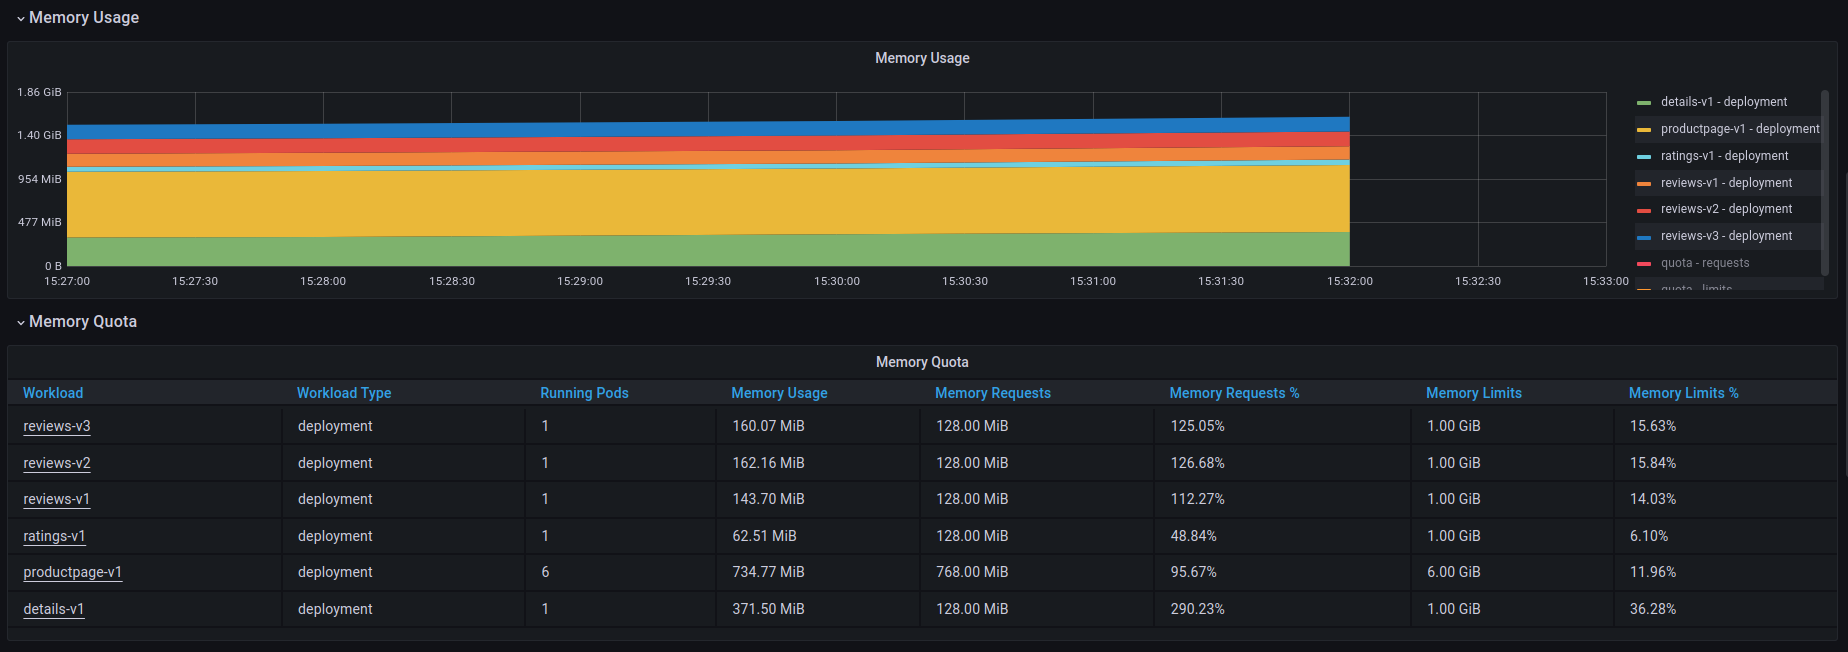 Memory Usage
Memory Usage
1.86 GiB
1.40 GiB
954 MiB
477 MiB
0 B
15:27:00 15:27:30 15:28:00 15:28:30 15:29:00 15:29:30 15:30:00 15:30:30 15:31:00 15:31:30 15:32:00 15:32:30 15:33:00
details-v1 - deployment
productpage-v1 - deployment
ratings-v1 - deployment
reviews-v1 - deployment
reviews-v2 - deployment
reviews-v3 - deployment
quota - requests
quota - limits
Memory Quota
Memory Quota
Workload Workload Type Running Pods Memory Usage Memory Requests Memory Requests % Memory Limits Memory Limits %
reviews-v3 deployment 1 160.07 MiB 128.00 MiB 125.05% 1.00 GiB 15.63%
reviews-v2 deployment 1 162.16 MiB 128.00 MiB 126.68% 1.00 GiB 15.84%
reviews-v1 deployment 1 143.70 MiB 128.00 MiB 112.27% 1.00 GiB 14.03%
ratings-v1 deployment 1 62.51 MiB 128.00 MiB 48.84% 1.00 GiB 6.10%
productpage-v1 deployment 6 734.77 MiB 768.00 MiB 95.67% 6.00 GiB 11.96%
details-v1 deployment 1 371.50 MiB 128.00 MiB 290.23% 1.00 GiB 36.28%